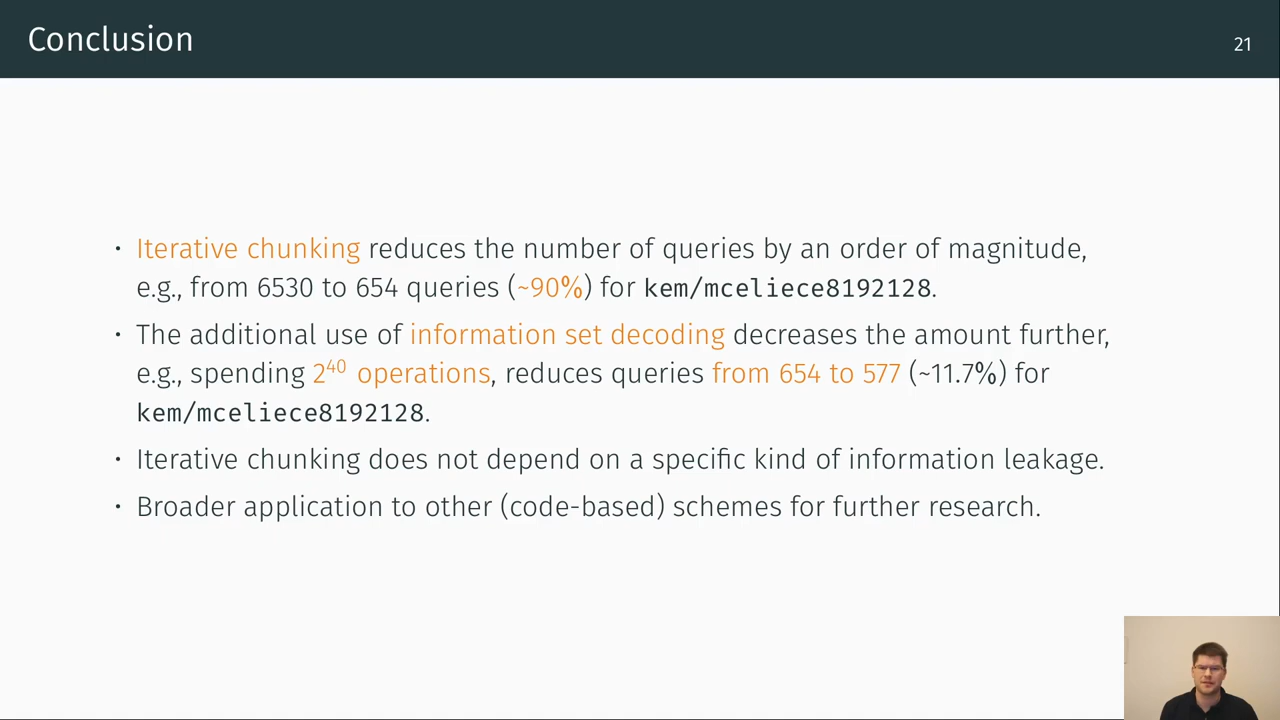 Conclusion
21
• Iterative chunking reduces the number of queries by an order of magnitude,
e.g., from 6530 to 654 queries (~90%) for kem/mceliece8192128.
• The additional use of information set decoding decreases the amount further,
e.g., spending 2⁴⁰ operations, reduces queries from 654 to 577 (~11.7%) for
kem/mceliece8192128.
• Iterative chunking does not depend on a specific kind of information leakage.
• Broader application to other (code-based) schemes for further research.